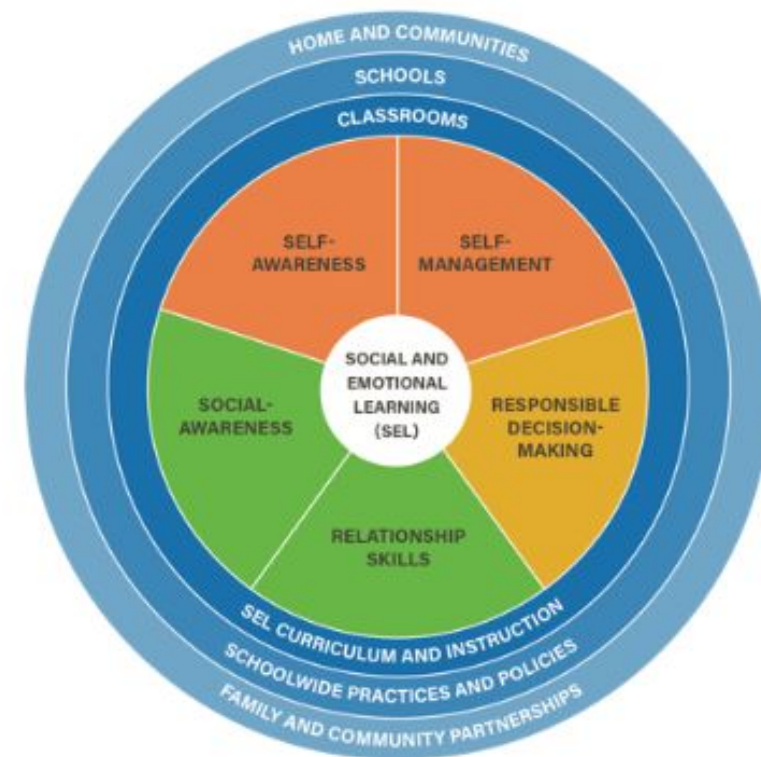 HOME AND COMMUNITIES
SCHOOLS
CLASSROOMS
SELF-
AWARENESS
SELF-
MANAGEMENT
SOCIAL AND
EMOTIONAL
LEARNING
(SEL)
SOCIAL-
AWARENESS
RESPONSIBLE
DECISION-
MAKING
RELATIONSHIP
SKILLS
SEL CURRICULUM AND INSTRUCTION
SCHOOLWIDE PRACTICES AND POLICIES
FAMILY AND COMMUNITY PARTNERSHIPS